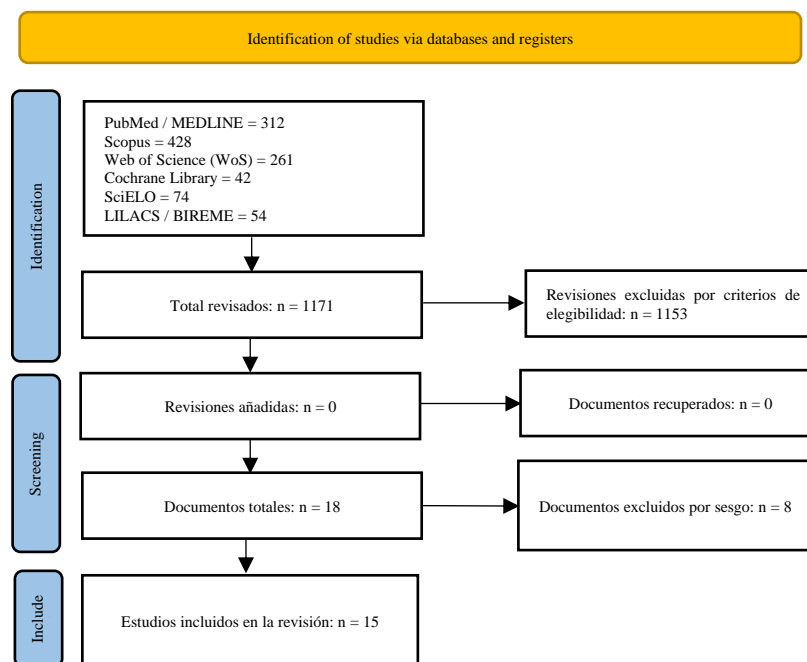 Identification of studies via databases and registers
Identification
PubMed / MEDLINE = 312
Scopus = 428
Web of Science (WoS) = 261
Cochrane Library = 42
SciELO = 74
LILACS / BIREME = 54
Total revisados: n = 1171
Revisiones excluidas por criterios de
elegibilidad: n = 1153
Screening
Revisiones añadidas: n = 0
Documentos recuperados: n = 0
Documentos totales: n = 18
Documentos excluidos por sesgo: n = 8
Include
Estudios incluidos en la revisión: n = 15